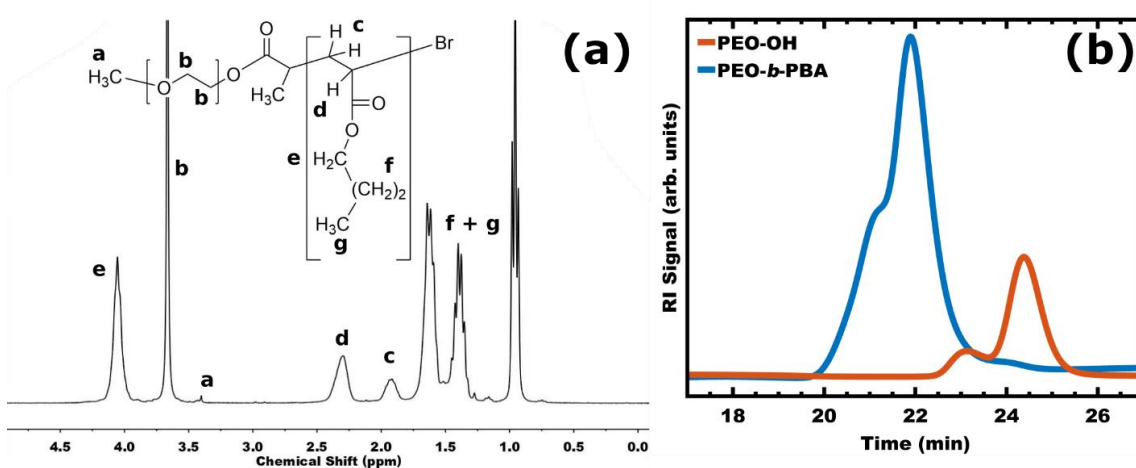 (a)
a
H₃C
b
O
b
O
O
CH₃
c
H
H
Br
H
d
O
O
e
H₂C
f
(CH₂)₂
H₃C
g
e
b
a
d
c
f + g
4.5 4.0 3.5 3.0 2.5 2.0 1.5 1.0 0.5 0.0
Chemical Shift (ppm)
(b)
PEO-OH
PEO-b-PBA
RI Signal (arb. units)
18 20 22 24 26
Time (min)